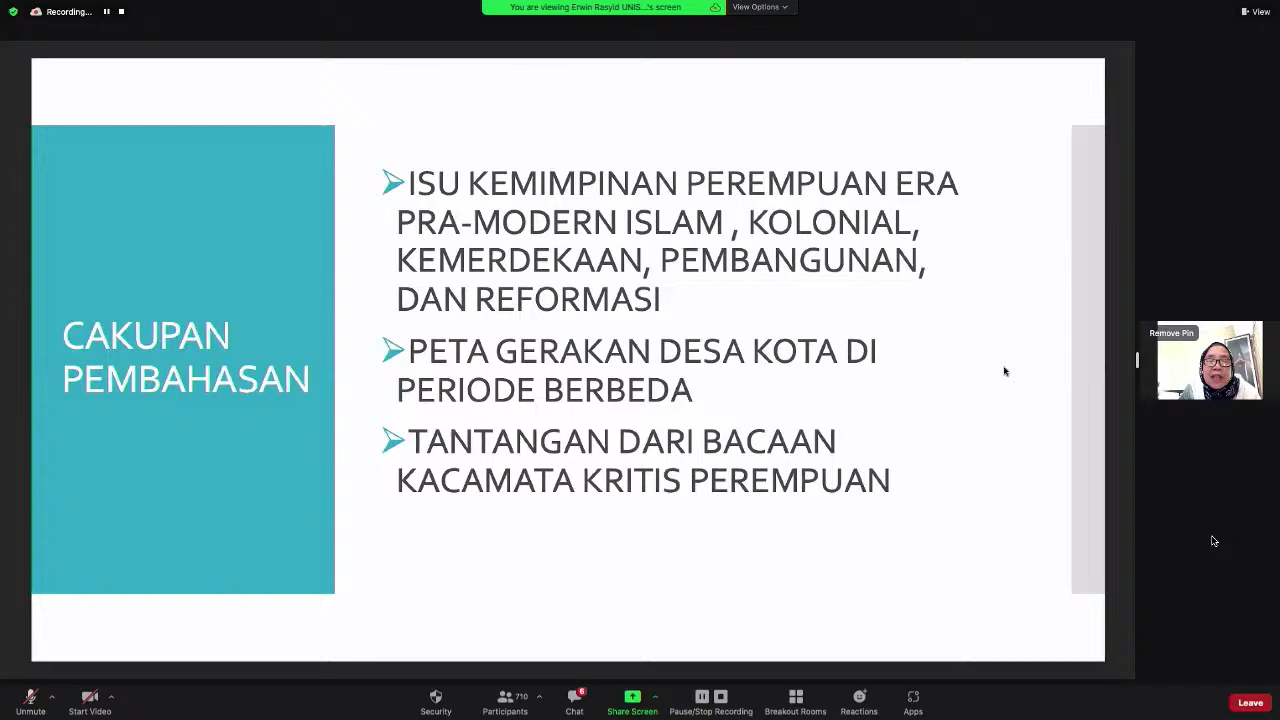 Recording...
You are viewing Erwin Rasyid UNIS...'s screen
View Options
View
CAKUPAN
PEMBAHASAN
ISU KEMIMPINAN PEREMPUAN ERA
PRA-MODERN ISLAM , KOLONIAL,
KEMERDEKAAN, PEMBANGUNAN,
DAN REFORMASI
PETA GERAKAN DESA KOTA DI
PERIODE BERBEDA
TANTANGAN DARI BACAAN
KACAMATA KRITIS PEREMPUAN
Remove Pin
Unmute
Start Video
Security
710
Participants
6
Chat
Share Screen
Pause/Stop Recording
Breakout Rooms
Reactions
Apps
Leave